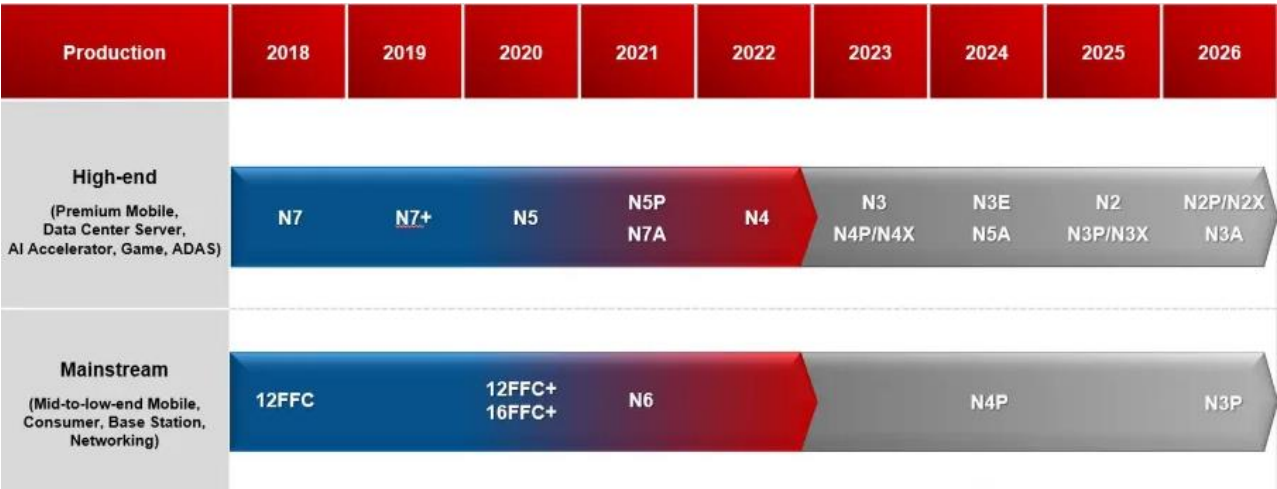 Production 2018 2019 2020 2021 2022 2023 2024 2025 2026
High-end
(Premium Mobile,
Data Center Server,
AI Accelerator, Game, ADAS)
N7 N7+ N5 N5P N4 N3 N3E N2 N2P/N2X
N7A N4P/N4X N5A N3P/N3X N3A
Mainstream
(Mid-to-low-end Mobile,
Consumer, Base Station,
Networking)
12FFC 12FFC+ N6 N4P N3P
16FFC+